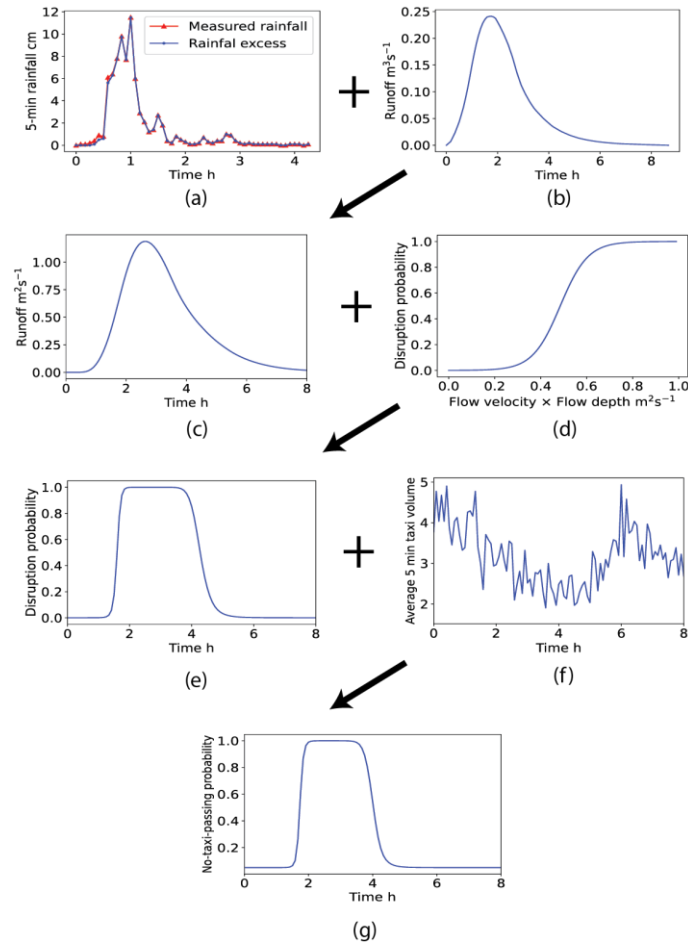 12
10
8
6
4
2
0
5-min rainfall cm
Measured rainfall
Rainfal excess
0 1 2 3 4
Time h
(a)
+
0.25
0.20
0.15
0.10
0.05
0.00
Runoff m³s⁻¹
0 2 4 6 8
Time h
(b)
1.00
0.75
0.50
0.25
0.00
Runoff m²s⁻¹
0 2 4 6 8
Time h
(c)
+
1.0
0.8
0.6
0.4
0.2
0.0
Disruption probability
0.0 0.2 0.4 0.6 0.8 1.0
Flow velocity × Flow depth m²s⁻¹
(d)
1.0
0.8
0.6
0.4
0.2
0.0
Disruption probability
0 2 4 6 8
Time h
(e)
+
5
4
3
2
Average 5 min taxi volume
0 2 4 6 8
Time h
(f)
1.0
0.8
0.6
0.4
0.2
No-taxi-passing probability
0 2 4 6 8
Time h
(g)